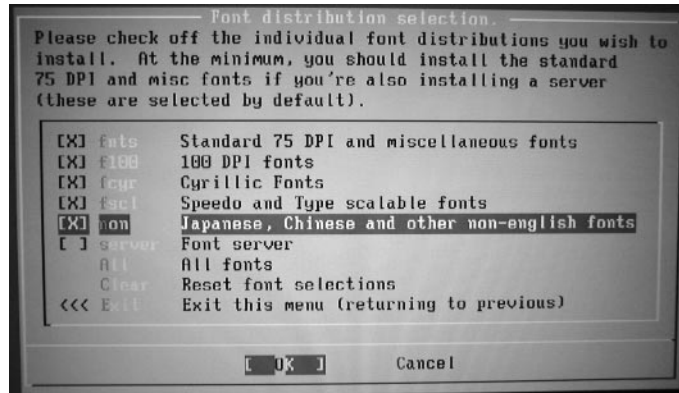 Font distribution selection.
Please check off the individual font distributions you wish to
install.  At the minimum, you should install the standard
75 DPI and misc fonts if you're also installing a server
(these are selected by default).
[X] fnts Standard 75 DPI and miscellaneous fonts
[X] f100 100 DPI fonts
[X] fcyr Cyrillic Fonts
[X] fscl Speedo and Type scalable fonts
[X] non Japanese, Chinese and other non-english fonts
[ ] server Font server
All All fonts
Clear Reset font selections
<<< Exit Exit this menu (returning to previous)
[ OK ] Cancel